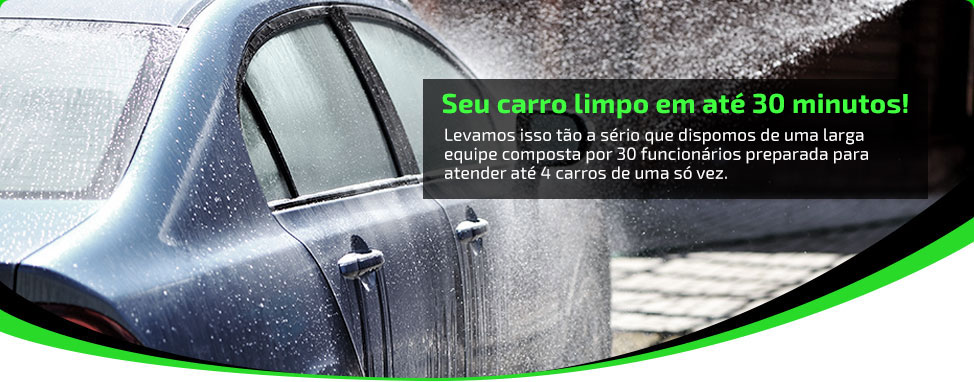 Seu carro limpo em até 30 minutos!
Levamos isso tão a sério que dispomos de uma larga
equipe composta por 30 funcionários preparada para
atender até 4 carros de uma só vez.